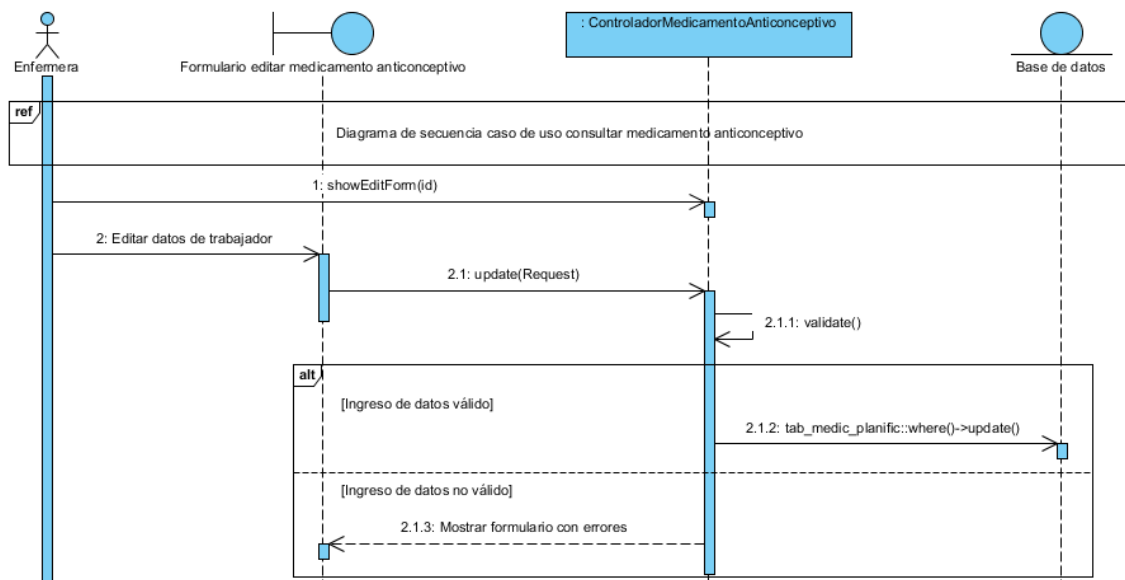 : ControladorMedicamentoAnticonceptivo
Enfermera
Formulario editar medicamento anticonceptivo
Base de datos
ref
Diagrama de secuencia caso de uso consultar medicamento anticonceptivo
1: showEditForm(id)
2: Editar datos de trabajador
2.1: update(Request)
2.1.1: validate()
alt
[Ingreso de datos válido]
2.1.2: tab_medic_planific::where()->update()
[Ingreso de datos no válido]
2.1.3: Mostrar formulario con errores